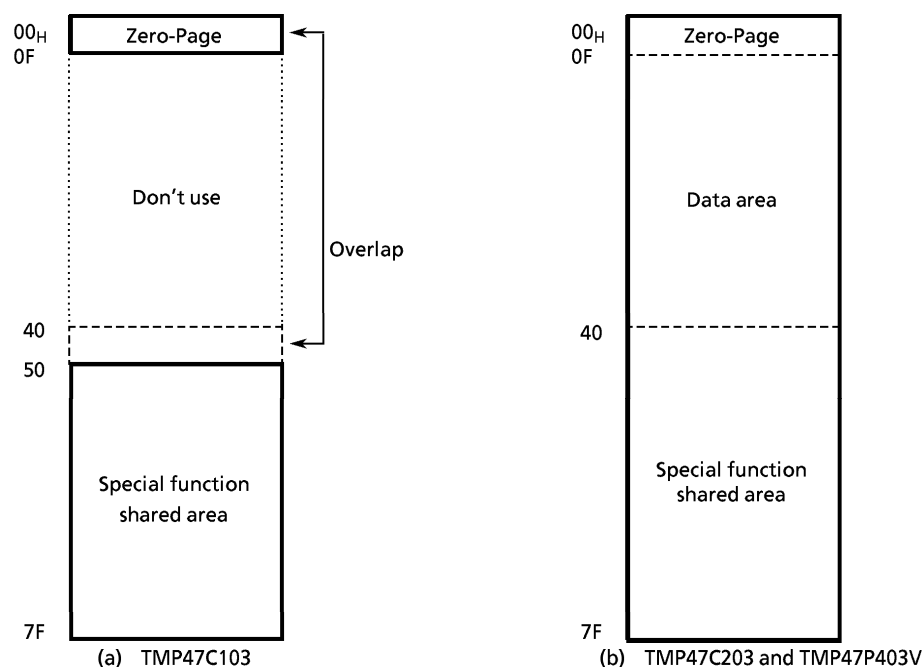 00H
Zero-Page
0F
Don't use
Overlap
40
50
Special function
shared area
7F
(a) TMP47C103
00H
Zero-Page
0F
Data area
40
Special function
shared area
7F
(b) TMP47C203 and TMP47P403V